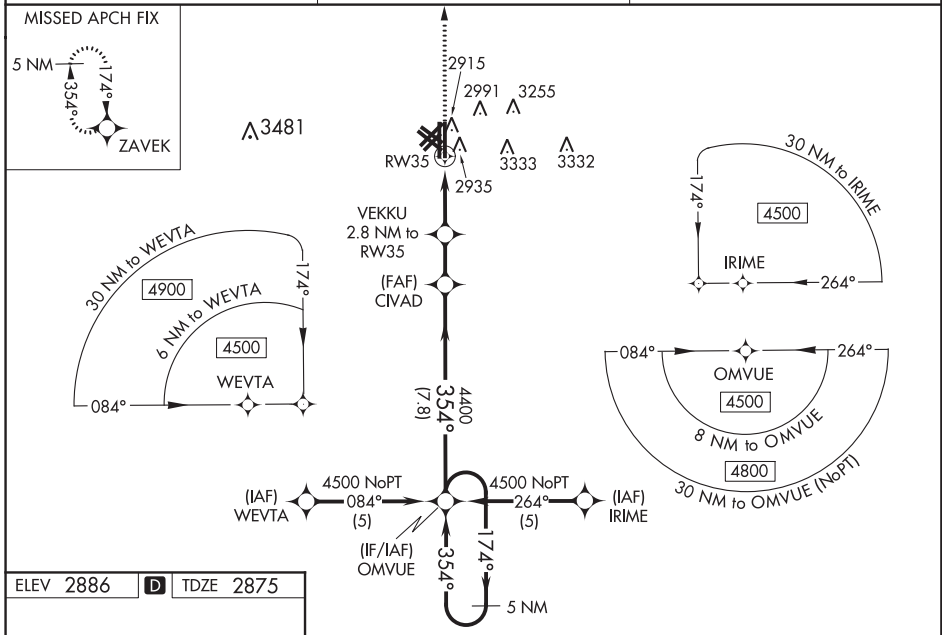 MISSED APCH FIX
5 NM
354°
174°
ZAVEK
3481
2915
2991
3255
RW35
2935
3333
3332
VEKKU
2.8 NM to
RW35
(FAF)
CIVAD
30 NM to WEVTA
4900
6 NM to WEVTA
4500
174°
WEVTA
084°
30 NM to IRIME
174°
4500
IRIME
264°
084°
264°
OMVUE
4500
8 NM to OMVUE
4800
30 NM to OMVUE (NoPT)
354°
4400
(7.8)
(IAF)
WEVTA
4500 NoPT
084°
(5)
4500 NoPT
264°
(5)
(IAF)
IRIME
(IF/IAF)
OMVUE
354°
174°
5 NM
ELEV 2886
D
TDZE 2875